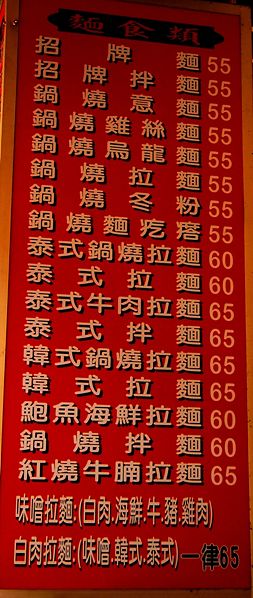 麵食類
招牌麵 55
招牌拌麵 55
鍋燒意麵 55
鍋燒雞絲麵 55
鍋燒烏龍麵 55
鍋燒拉麵 55
鍋燒冬粉 55
鍋燒麵疙瘩 55
泰式鍋燒拉麵 60
泰式拉麵 60
泰式牛肉拉麵 65
泰式拌麵 65
韓式鍋燒拉麵 65
韓式拉麵 65
鮑魚海鮮拉麵 60
鍋燒拌麵 60
紅燒牛腩拉麵 65
味噌拉麵:(白肉.海鮮.牛.豬.雞肉)
白肉拉麵:(味噌.韓式.泰式)一律65